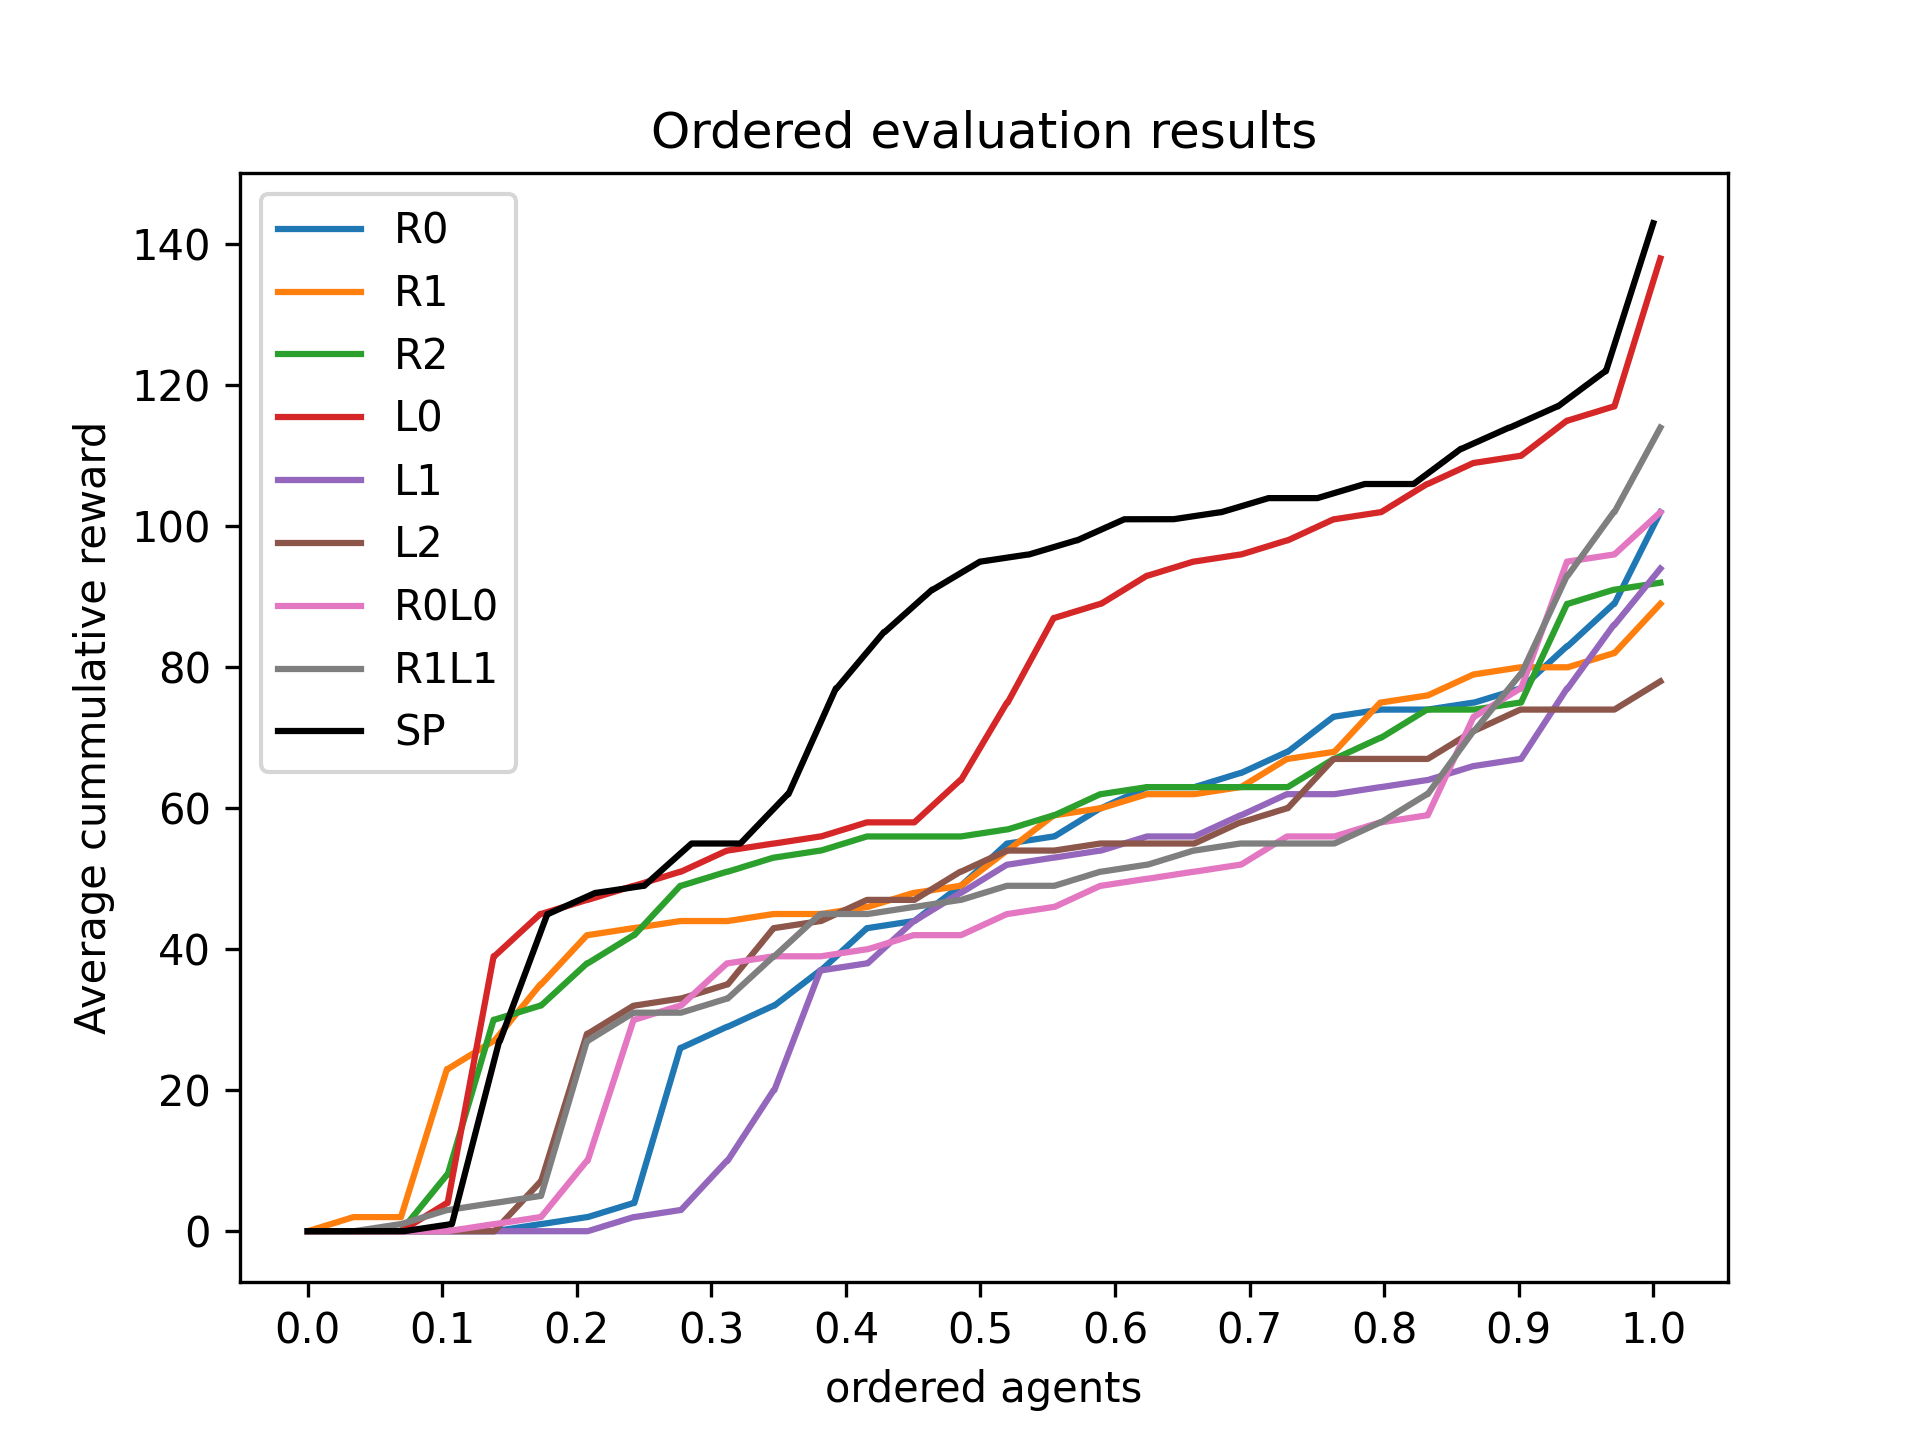 Ordered evaluation results
R0
R1
R2
L0
L1
L2
R0L0
R1L1
SP
Average cummulative reward
140
120
100
80
60
40
20
0
0.0 0.1 0.2 0.3 0.4 0.5 0.6 0.7 0.8 0.9 1.0
ordered agents